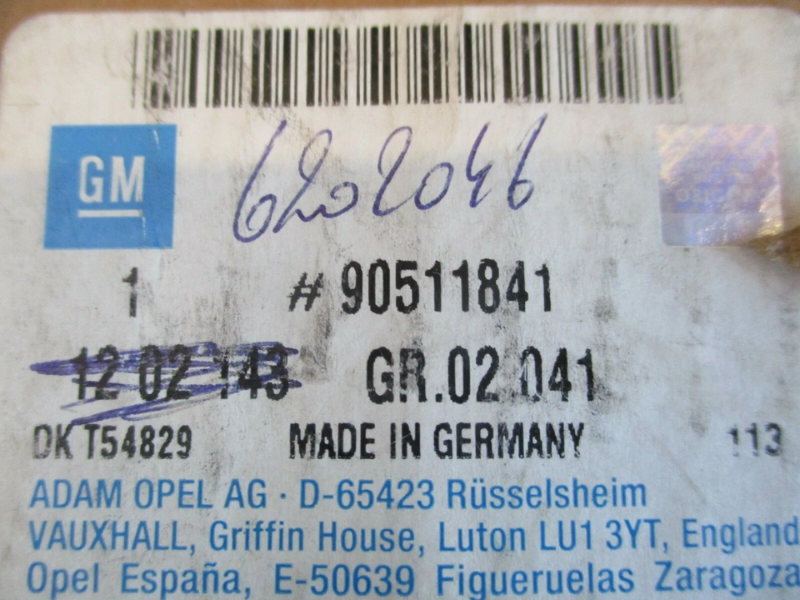 6202046
GM
1 # 90511841
12 02 143 GR.02 041
DK T54829 MADE IN GERMANY 113
ADAM OPEL AG · D-65423 Rüsselsheim
VAUXHALL, Griffin House, Luton LU1 3YT, England
Opel España, E-50639 Figueruelas Zaragoza